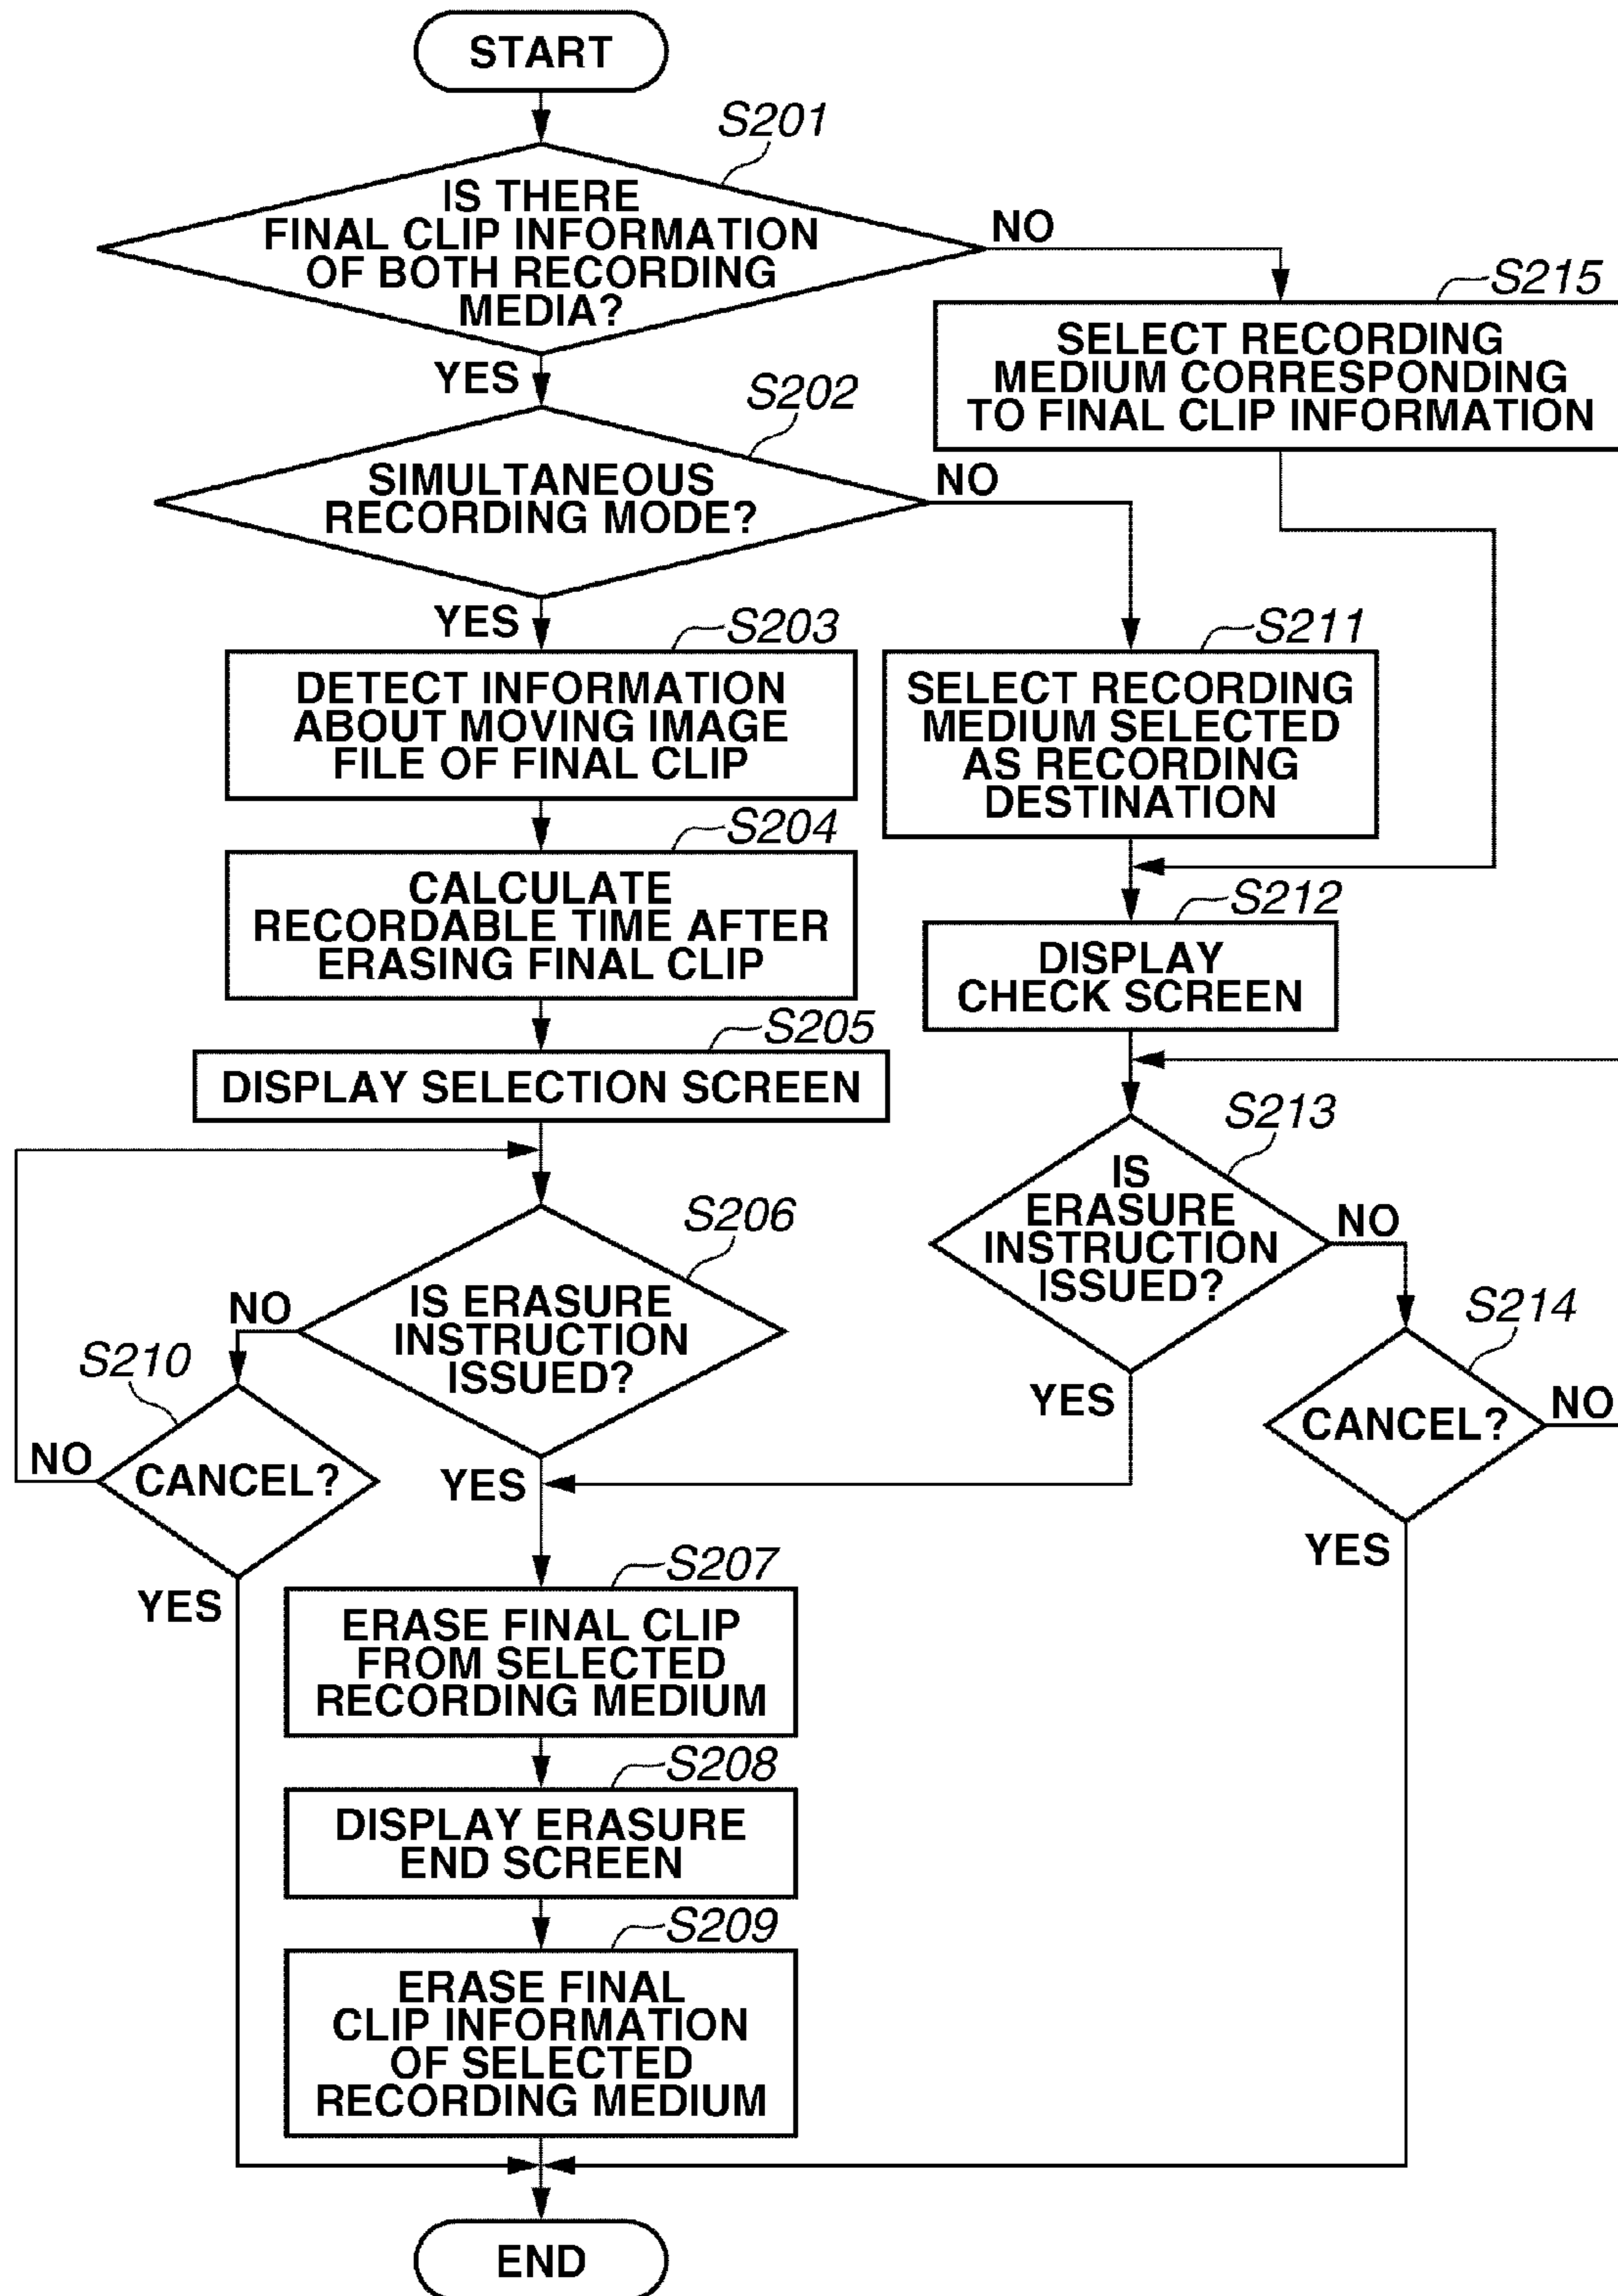 START
S201
IS THERE
FINAL CLIP INFORMATION
OF BOTH RECORDING
MEDIA?
NO
YES
S215
SELECT RECORDING
MEDIUM CORRESPONDING
TO FINAL CLIP INFORMATION
S202
SIMULTANEOUS
RECORDING MODE?
NO
YES
S203
DETECT INFORMATION
ABOUT MOVING IMAGE
FILE OF FINAL CLIP
S211
SELECT RECORDING
MEDIUM SELECTED
AS RECORDING
DESTINATION
S204
CALCULATE
RECORDABLE TIME AFTER
ERASING FINAL CLIP
S212
DISPLAY
CHECK SCREEN
S205
DISPLAY SELECTION SCREEN
S213
IS
ERASURE
INSTRUCTION
ISSUED?
NO
YES
S206
IS ERASURE
INSTRUCTION
ISSUED?
NO
YES
S214
CANCEL?
NO
YES
S210
CANCEL?
NO
YES
S207
ERASE FINAL CLIP
FROM SELECTED
RECORDING MEDIUM
S208
DISPLAY ERASURE
END SCREEN
S209
ERASE FINAL
CLIP INFORMATION
OF SELECTED
RECORDING MEDIUM
END